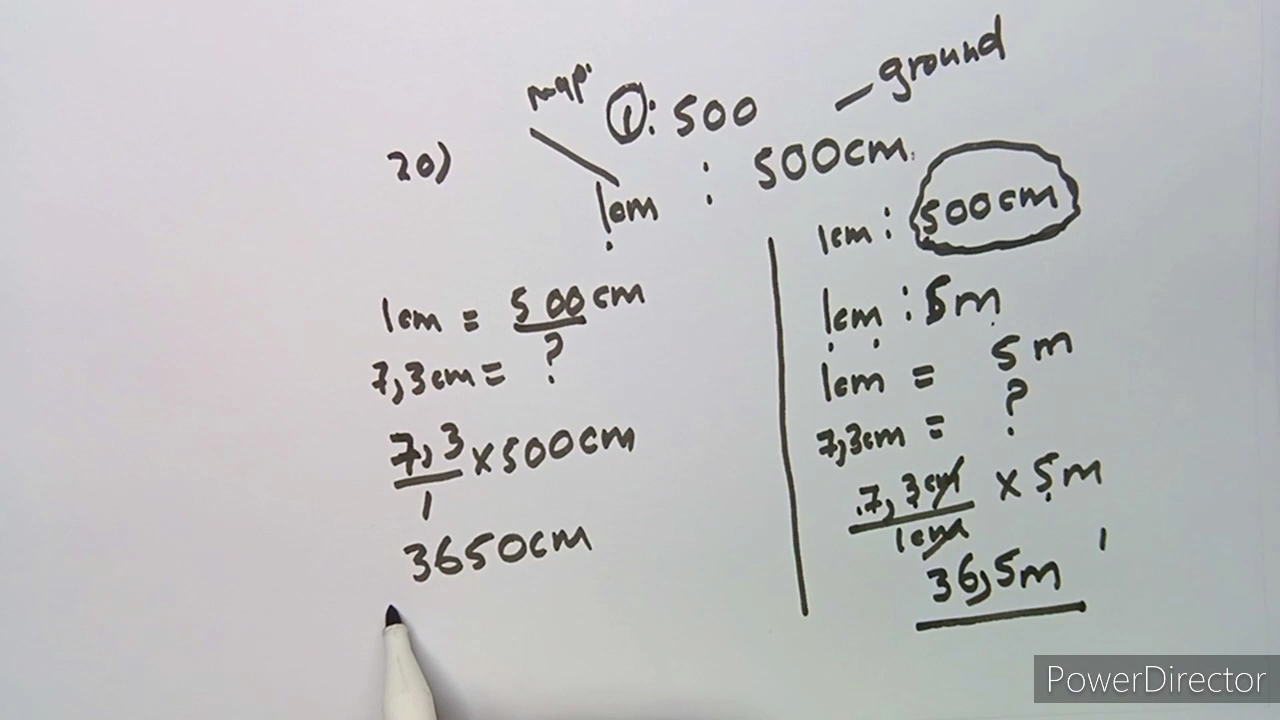 map
1 : 500
ground
20)
1cm : 500cm
1cm = 500cm
7,3cm = ?
7,3
1
x 500cm
3650cm
1cm : 500cm
1cm : 5m
1cm = 5m
7,3cm = ?
7,3cm
1cm
x 5m
36,5m
PowerDirector